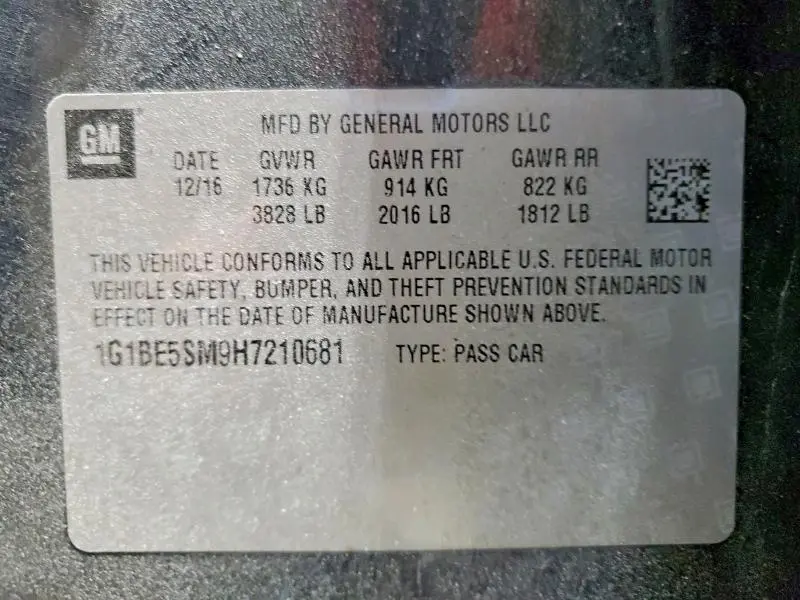 GM
MFD BY GENERAL MOTORS LLC
DATE GVWR GAWR FRT GAWR RR
12/16 1736 KG 914 KG 822 KG
3828 LB 2016 LB 1812 LB
THIS VEHICLE CONFORMS TO ALL APPLICABLE U.S. FEDERAL MOTOR
VEHICLE SAFETY, BUMPER, AND THEFT PREVENTION STANDARDS IN
EFFECT ON THE DATE OF MANUFACTURE SHOWN ABOVE.
1G1BE5SM9H7210681 TYPE: PASS CAR